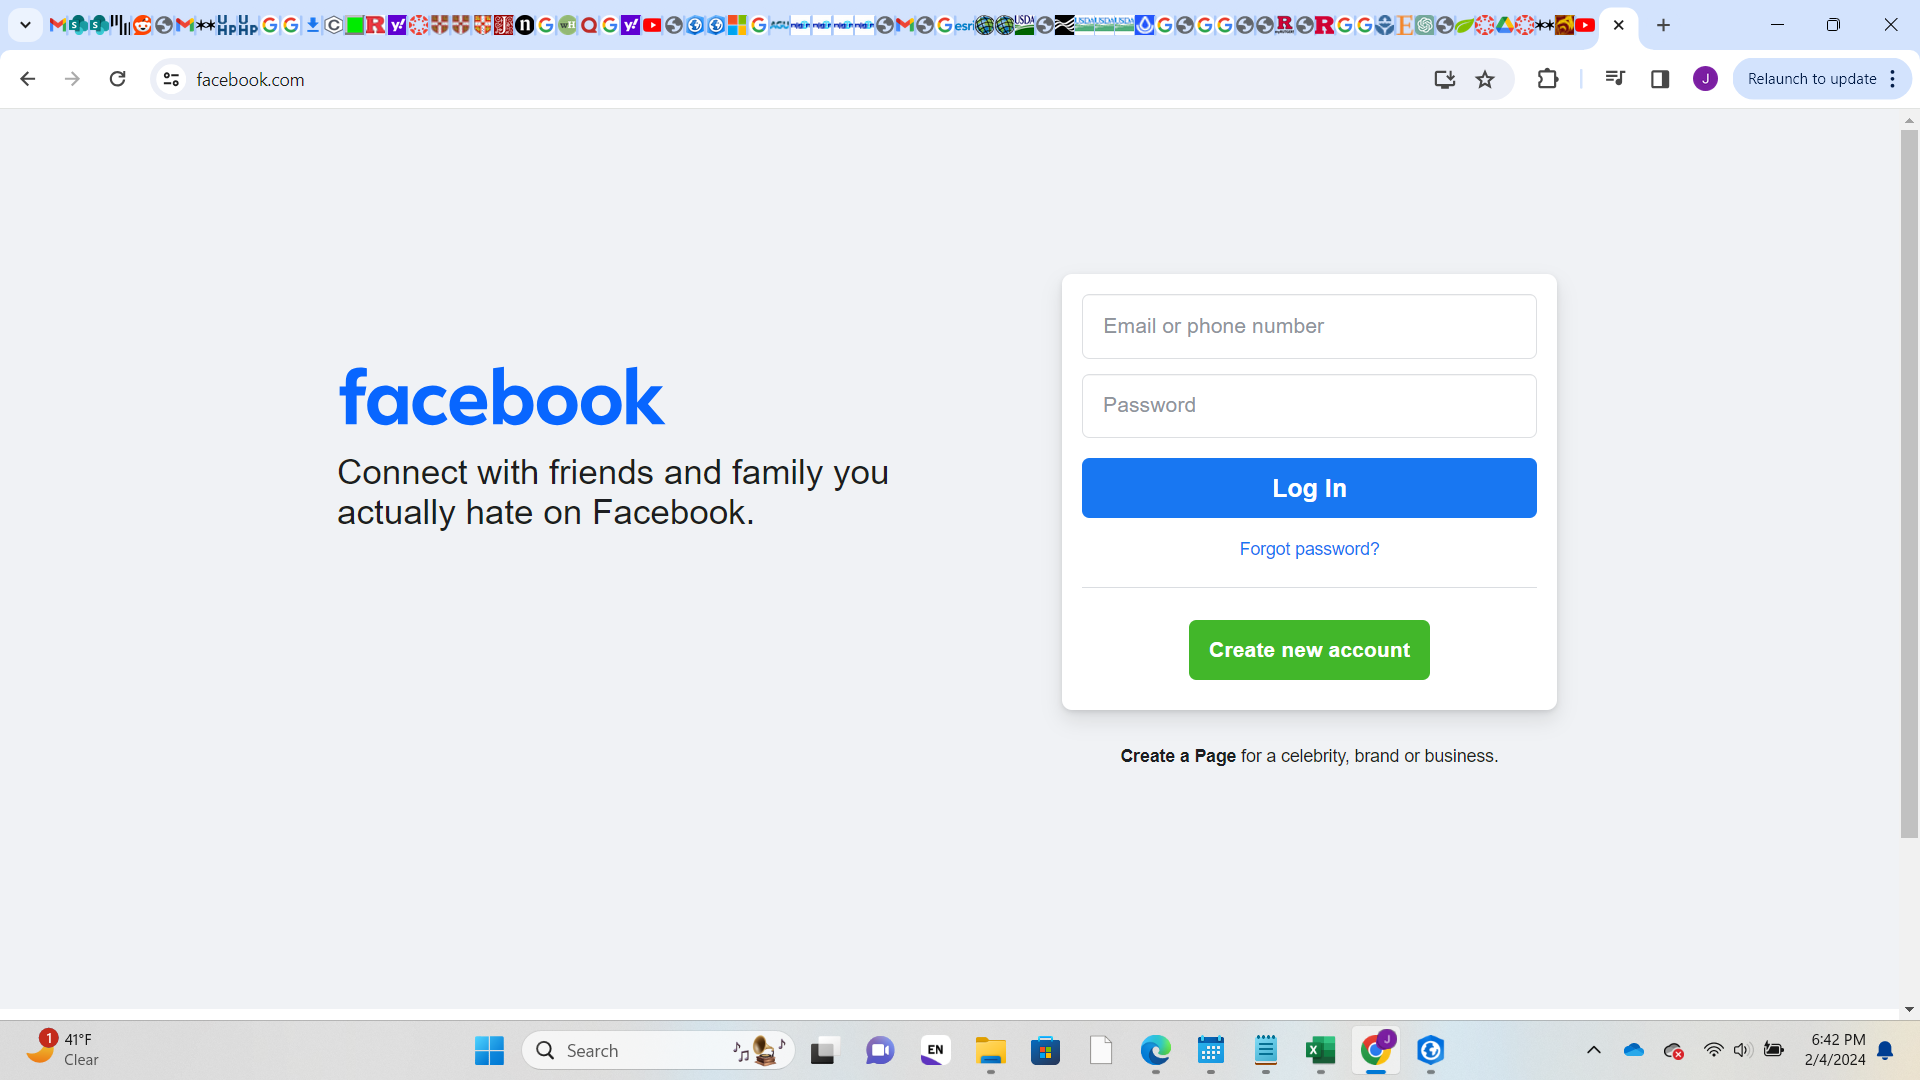 facebook.com
J
Relaunch to update
facebook
Connect with friends and family you
actually hate on Facebook.
Email or phone number
Password
Log In
Forgot password?
Create new account
Create a Page for a celebrity, brand or business.
1
41°F
Clear
Search
EN
J
6:42 PM
2/4/2024